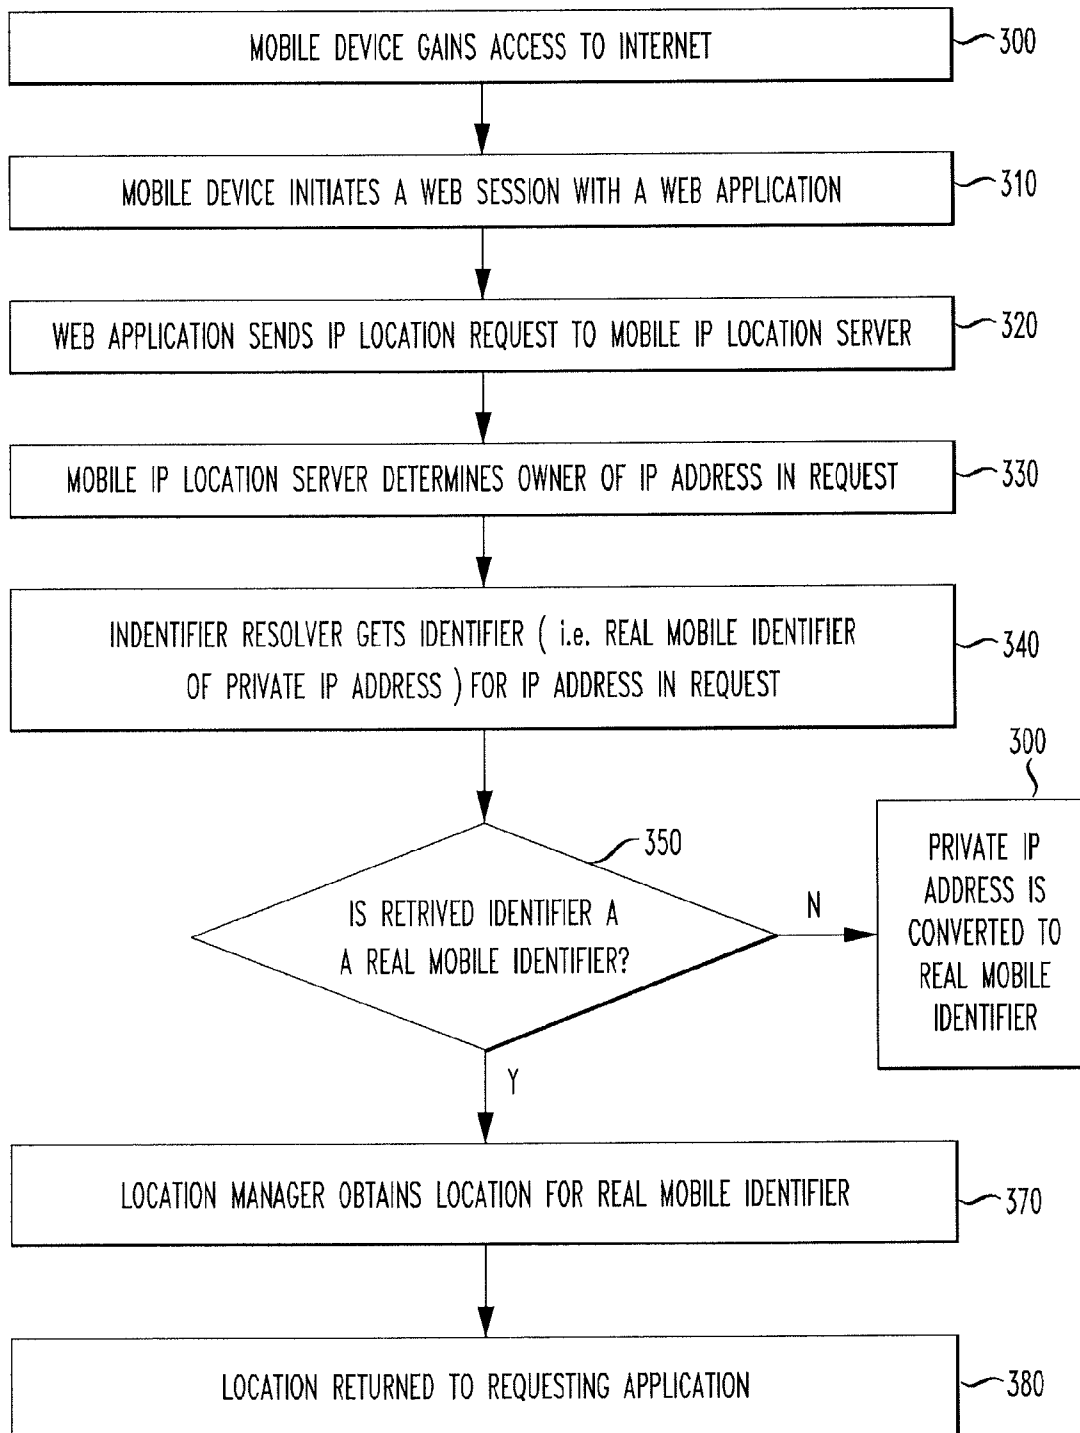 MOBILE DEVICE GAINS ACCESS TO INTERNET
300
MOBILE DEVICE INITIATES A WEB SESSION WITH A WEB APPLICATION
310
WEB APPLICATION SENDS IP LOCATION REQUEST TO MOBILE IP LOCATION SERVER
320
MOBILE IP LOCATION SERVER DETERMINES OWNER OF IP ADDRESS IN REQUEST
330
INDENTIFIER RESOLVER GETS IDENTIFIER ( i.e. REAL MOBILE IDENTIFIER
OF PRIVATE IP ADDRESS ) FOR IP ADDRESS IN REQUEST
340
350
IS RETRIVED IDENTIFIER A
A REAL MOBILE IDENTIFIER?
N
300
PRIVATE IP
ADDRESS IS
CONVERTED TO
REAL MOBILE
IDENTIFIER
Y
LOCATION MANAGER OBTAINS LOCATION FOR REAL MOBILE IDENTIFIER
370
LOCATION RETURNED TO REQUESTING APPLICATION
380